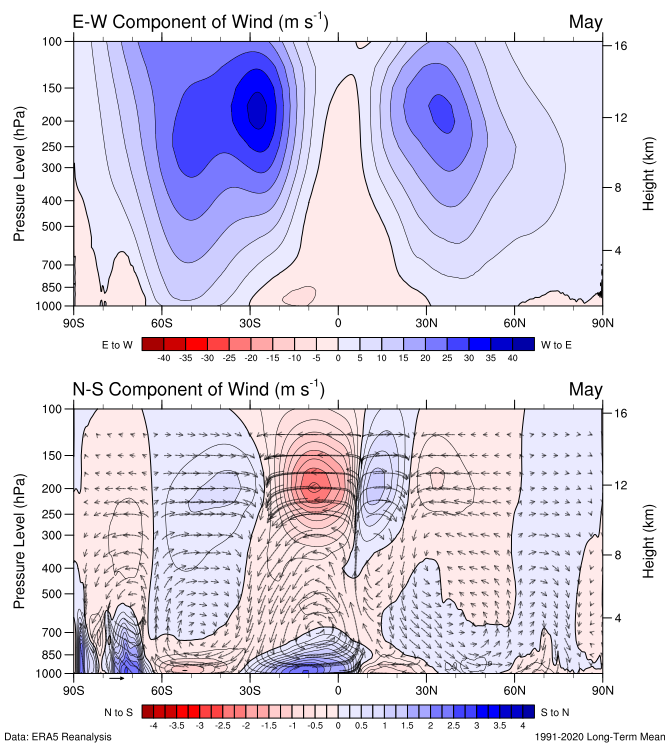 E-W Component of Wind (m s⁻¹) May
Pressure Level (hPa)
100
150
200
250
300
400
500
700
850
1000
16
12
8
4
Height (km)
90S 60S 30S 0 30N 60N 90N
E to W W to E
-40 -35 -30 -25 -20 -15 -10 -5 0 5 10 15 20 25 30 35 40
N-S Component of Wind (m s⁻¹) May
Pressure Level (hPa)
100
150
200
250
300
400
500
700
850
1000
16
12
8
4
Height (km)
90S 60S 30S 0 30N 60N 90N
N to S S to N
-4 -3.5 -3 -2.5 -2 -1.5 -1 -0.5 0 0.5 1 1.5 2 2.5 3 3.5 4
Data: ERA5 Reanalysis 1991-2020 Long-Term Mean